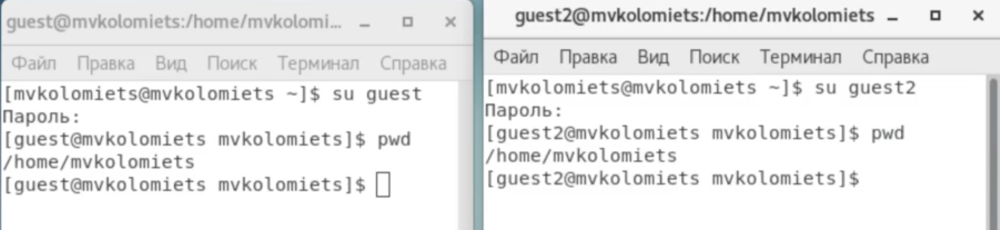 guest@mvkolomiets:/home/mvkolomi...
Файл Правка Вид Поиск Терминал Справка
[mvkolomiets@mvkolomiets ~]$ su guest
Пароль:
[guest@mvkolomiets mvkolomiets]$ pwd
/home/mvkolomiets
[guest@mvkolomiets mvkolomiets]$
guest2@mvkolomiets:/home/mvkolomiets
Файл Правка Вид Поиск Терминал Справка
[mvkolomiets@mvkolomiets ~]$ su guest2
Пароль:
[guest2@mvkolomiets mvkolomiets]$ pwd
/home/mvkolomiets
[guest2@mvkolomiets mvkolomiets]$